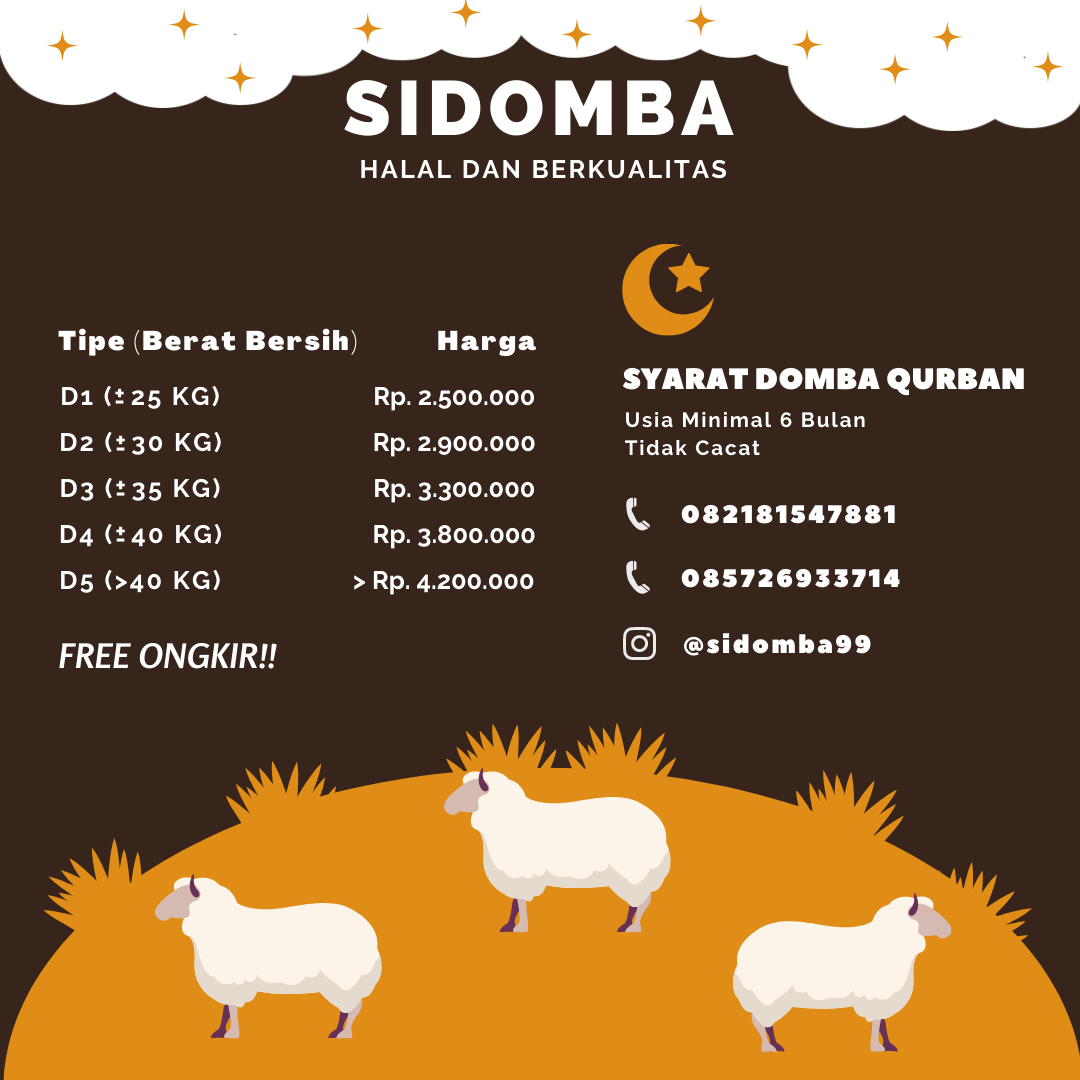 SIDOMBA
HALAL DAN BERKUALITAS
Tipe (Berat Bersih) Harga
D1 (±25 KG) Rp. 2.500.000
D2 (±30 KG) Rp. 2.900.000
D3 (±35 KG) Rp. 3.300.000
D4 (±40 KG) Rp. 3.800.000
D5 (>40 KG) > Rp. 4.200.000
FREE ONGKIR!!
SYARAT DOMBA QURBAN
Usia Minimal 6 Bulan
Tidak Cacat
082181547881
085726933714
@sidomba99